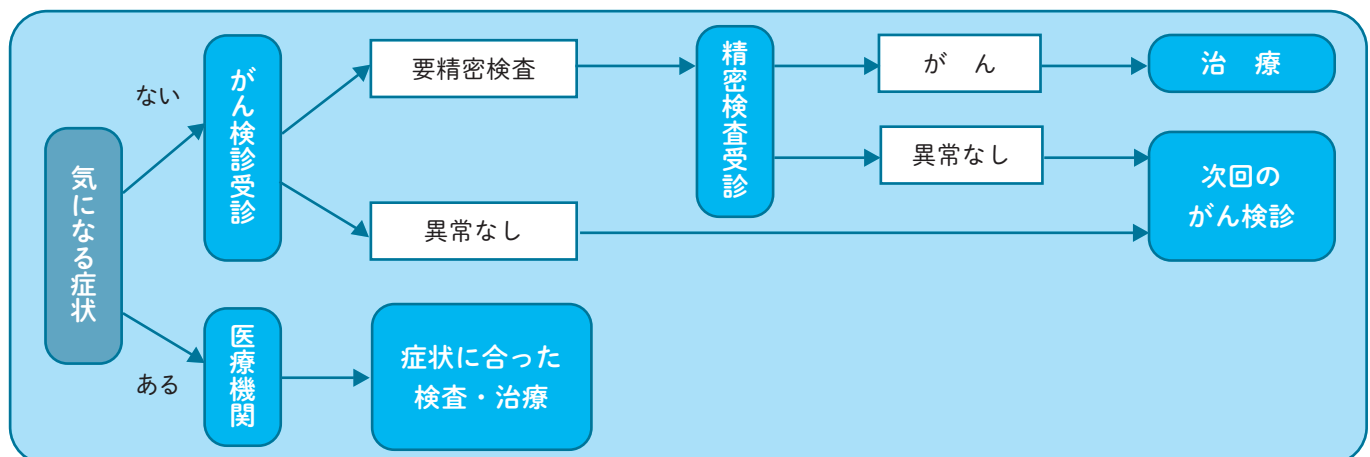 気になる症状
ない
がん検診受診
要精密検査
精密検査受診
が　ん
治　療
異常なし
次回の
がん検診
異常なし
ある
医療機関
症状に合った
検査・治療